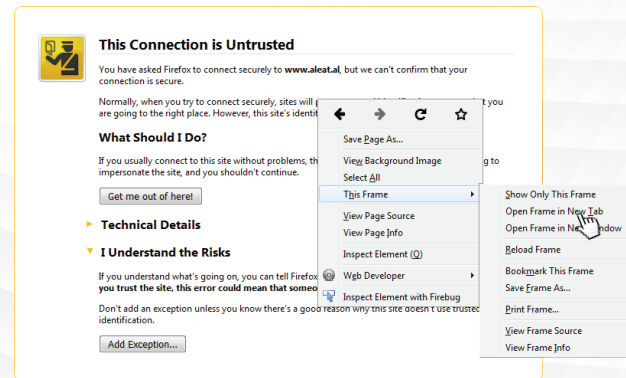 This Connection is Untrusted
You have asked Firefox to connect securely to www.aleat.al, but we can't confirm that your
connection is secure.
Normally, when you try to connect securely, sites will
you
are going to the right place. However, this site's
What Should I Do?
If you usually connect to this site without problems,
to
impersonate the site, and you shouldn't continue.
Get me out of here!
Technical Details
I Understand the Risks
If you understand what's going on, you can tell Firefox
you trust the site, this error could mean that
Don't add an exception unless you know there's a good reason why this site doesn't use trusted
identification.
Add Exception...
Save Page As...
View Background Image
Select All
This Frame
View Page Source
View Page Info
Inspect Element (Q)
Web Developer
Inspect Element with Firebug
Show Only This Frame
Open Frame in New Tab
Open Frame in New Window
Reload Frame
Bookmark This Frame
Save Frame As...
Print Frame...
View Frame Source
View Frame Info